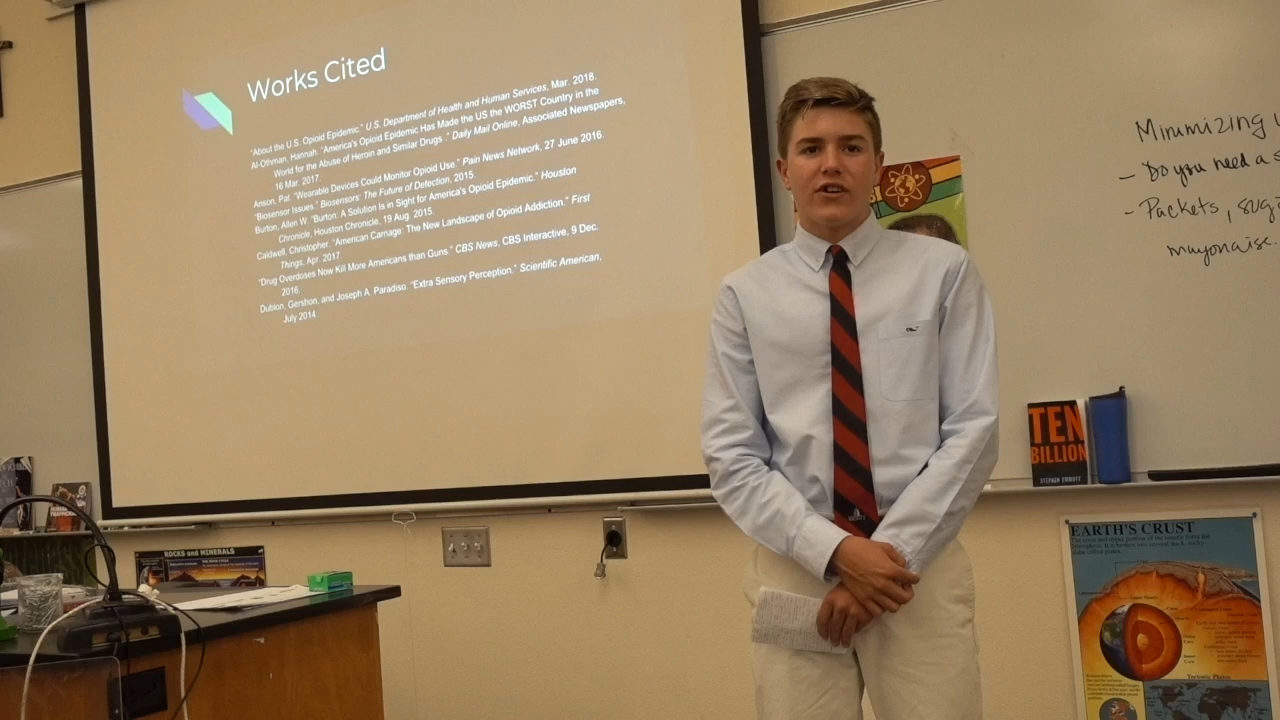 Works Cited
"About the U.S. Opioid Epidemic." U.S. Department of Health and Human Services, Mar. 2018.
Al-Othman, Hannah. "America's Opioid Epidemic Has Made the US the WORST Country in the
World for the Abuse of Heroin and Similar Drugs ." Daily Mail Online, Associated Newspapers,
16 Mar. 2017.
Anson, Pat. "Wearable Devices Could Monitor Opioid Use." Pain News Network, 27 June 2016.
"Biosensor Issues." Biosensors: The Future of Detection, 2015.
Burton, Allen W. "Burton: A Solution Is in Sight for America's Opioid Epidemic." Houston
Chronicle, Houston Chronicle, 19 Aug. 2015.
Caldwell, Christopher. "American Carnage: The New Landscape of Opioid Addiction." First
Things, Apr. 2017.
"Drug Overdoses Now Kill More Americans than Guns." CBS News, CBS Interactive, 9 Dec.
2016.
Dublon, Gershon, and Joseph A. Paradiso. "Extra Sensory Perception." Scientific American,
July 2014.
Minimizing
- Do you need a s
- Packets, suga
mayonaise.
TEN
BILLION
STEPHEN EMMOTT
ROCKS and MINERALS
EARTH'S CRUST
Tectonic Plates